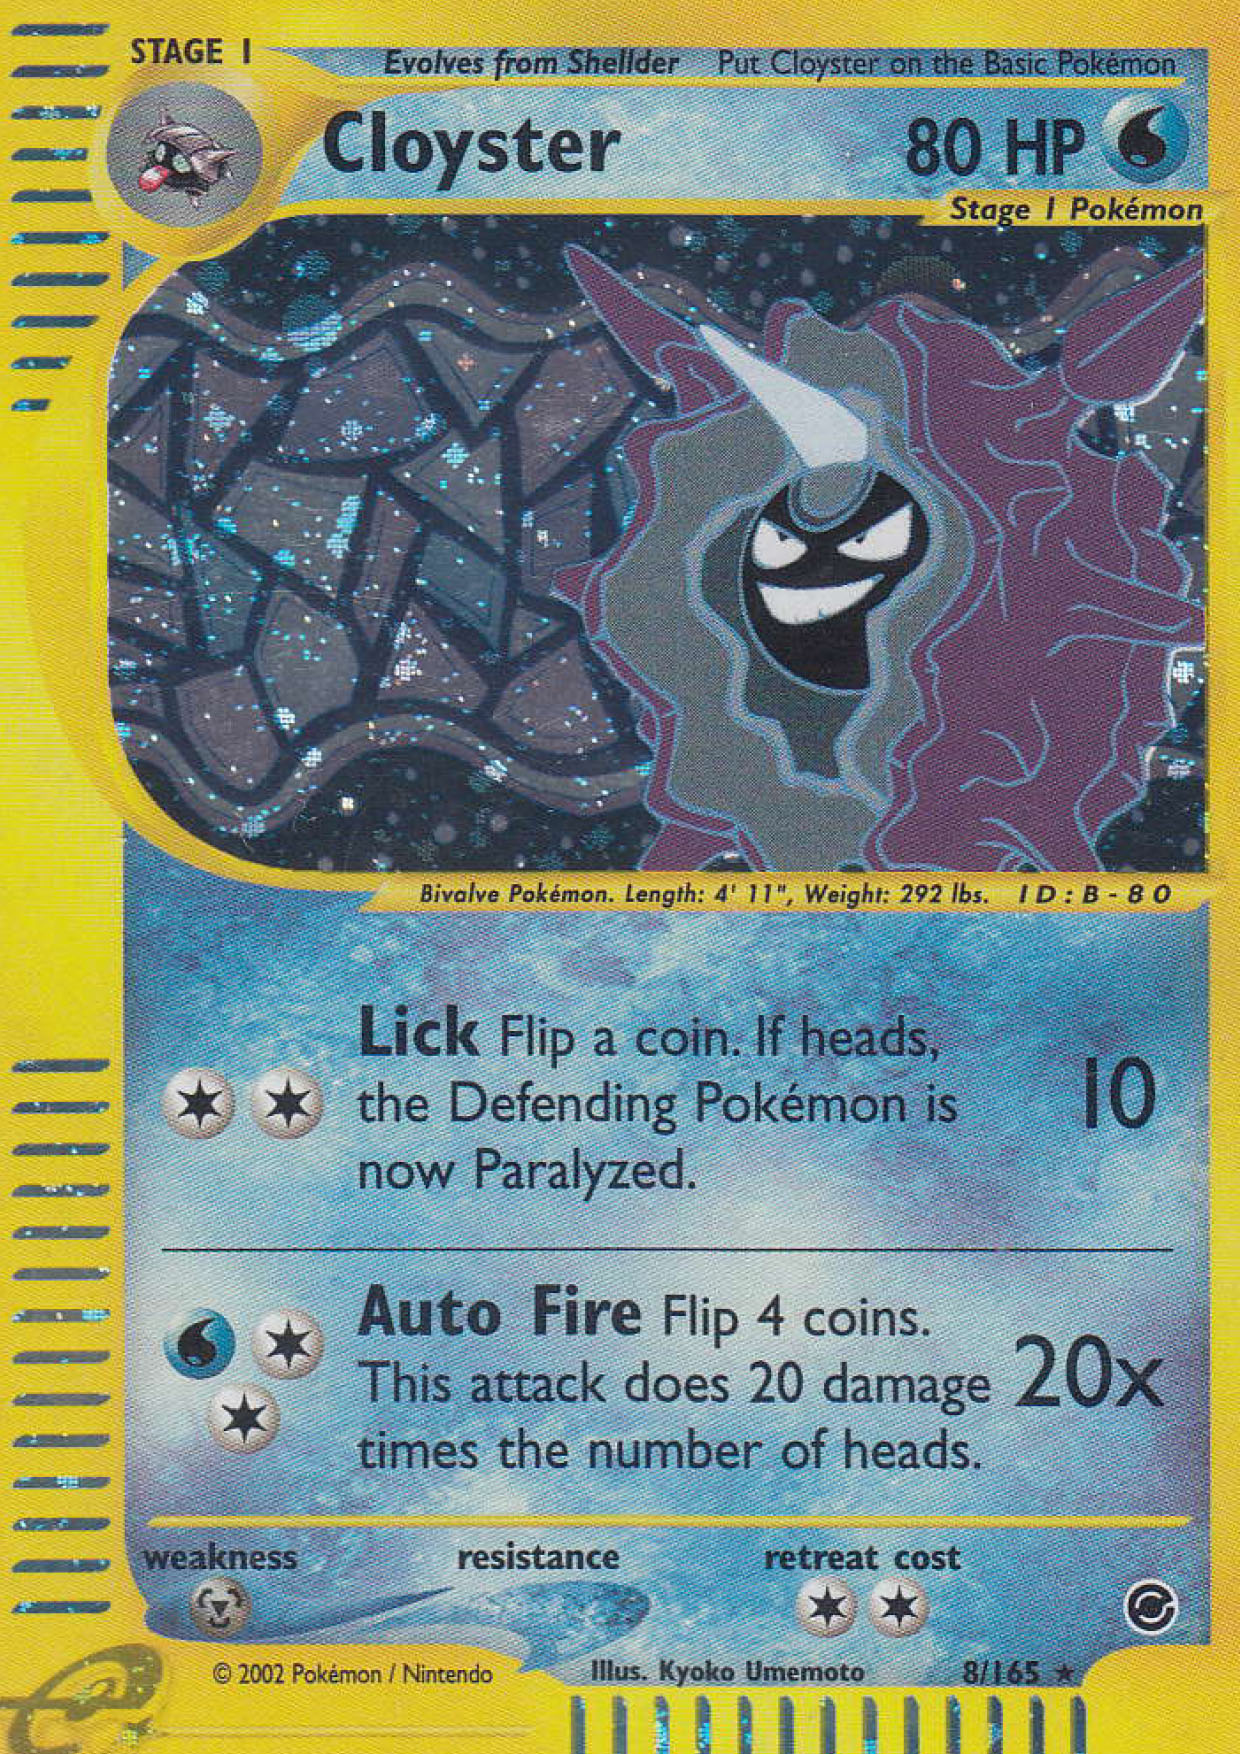 STAGE 1
Evolves from Shellder Put Cloyster on the Basic Pokémon
Cloyster 80 HP
Stage 1 Pokémon
Bivalve Pokémon. Length: 4' 11", Weight: 292 lbs. ID:B-80
Lick Flip a coin. If heads,
the Defending Pokémon is
now Paralyzed.
10
Auto Fire Flip 4 coins.
This attack does 20 damage
times the number of heads.
20x
weakness resistance retreat cost
© 2002 Pokémon / Nintendo Illus. Kyoko Umemoto 8/165 ★
e